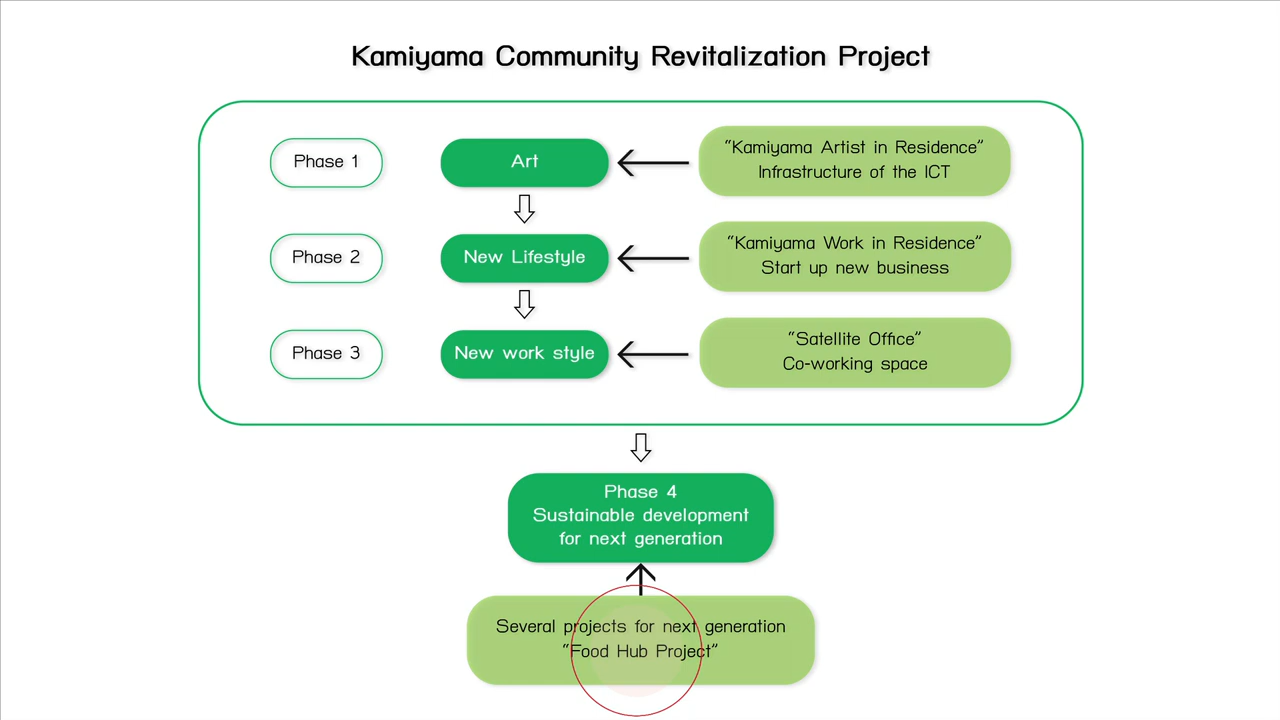 Kamiyama Community Revitalization Project
Phase 1
Art
“Kamiyama Artist in Residence”
Infrastructure of the ICT
Phase 2
New Lifestyle
“Kamiyama Work in Residence”
Start up new business
Phase 3
New work style
“Satellite Office”
Co-working space
Phase 4
Sustainable development
for next generation
Several projects for next generation
“Food Hub Project”